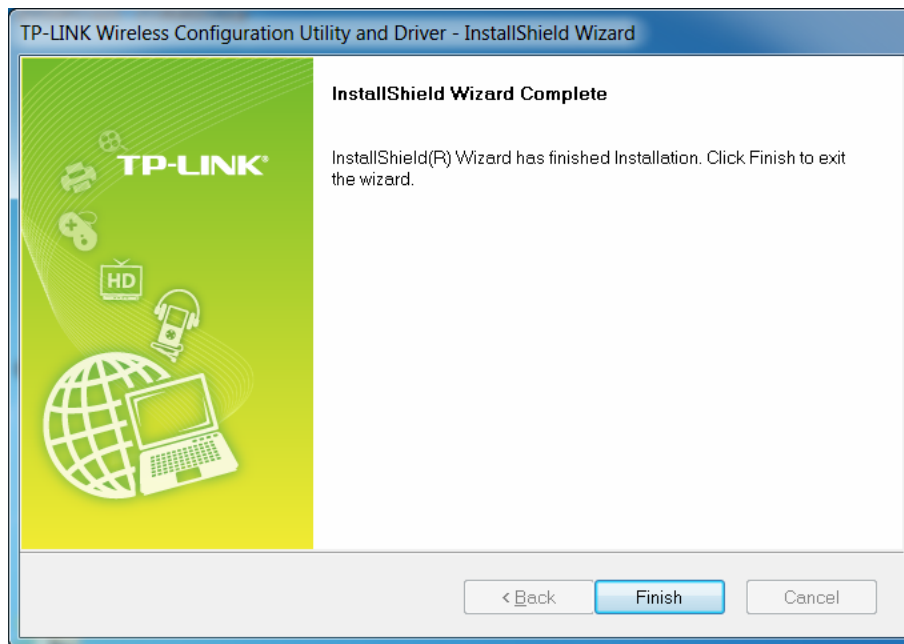 TP-LINK Wireless Configuration Utility and Driver - InstallShield Wizard
TP-LINK®
HD
InstallShield Wizard Complete
InstallShield(R) Wizard has finished Installation. Click Finish to exit
the wizard.
< Back
Finish
Cancel